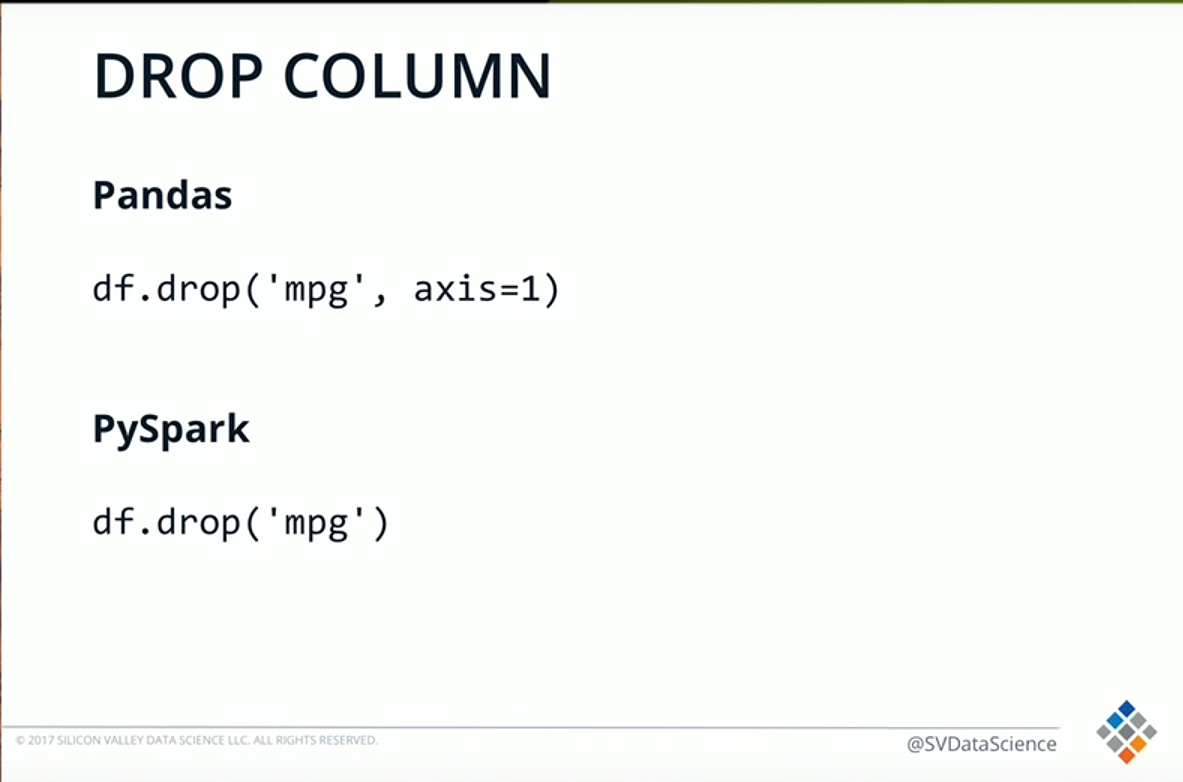 DROP COLUMN
Pandas
df.drop('mpg', axis=1)
PySpark
df.drop('mpg')
© 2017 SILICON VALLEY DATA SCIENCE LLC. ALL RIGHTS RESERVED.
@SVDataScience